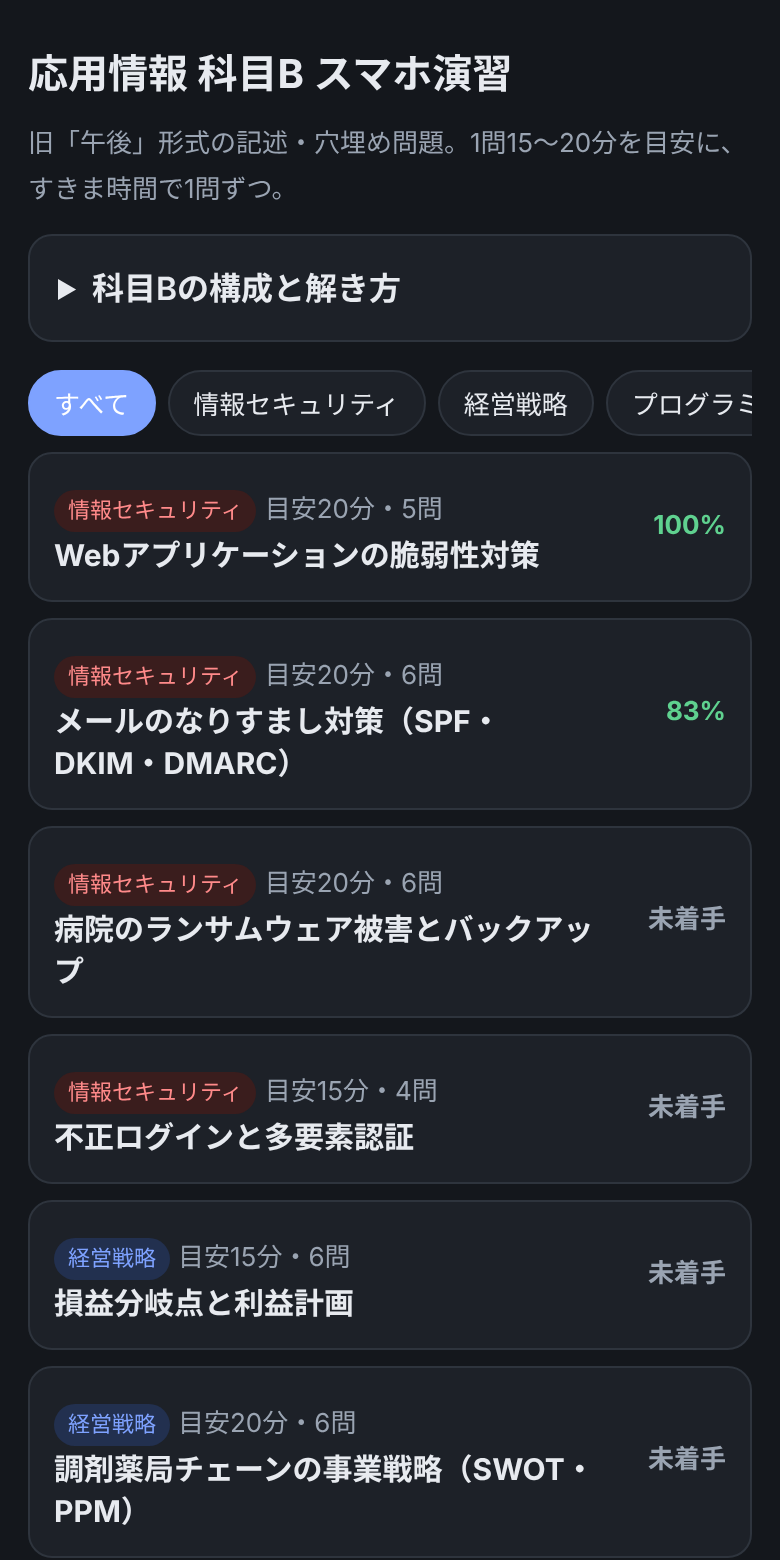 応用情報 科目B スマホ演習
旧「午後」形式の記述・穴埋め問題。1問15〜20分を目安に、
すきま時間で1問ずつ。
▶ 科目Bの構成と解き方
すべて 情報セキュリティ 経営戦略 プログラミ
情報セキュリティ 目安20分・5問
Webアプリケーションの脆弱性対策
100%
情報セキュリティ 目安20分・6問
メールのなりすまし対策（SPF・
DKIM・DMARC）
83%
情報セキュリティ 目安20分・6問
病院のランサムウェア被害とバックアッ
プ
未着手
情報セキュリティ 目安15分・4問
不正ログインと多要素認証
未着手
経営戦略 目安15分・6問
損益分岐点と利益計画
未着手
経営戦略 目安20分・6問
調剤薬局チェーンの事業戦略（SWOT・
PPM）
未着手